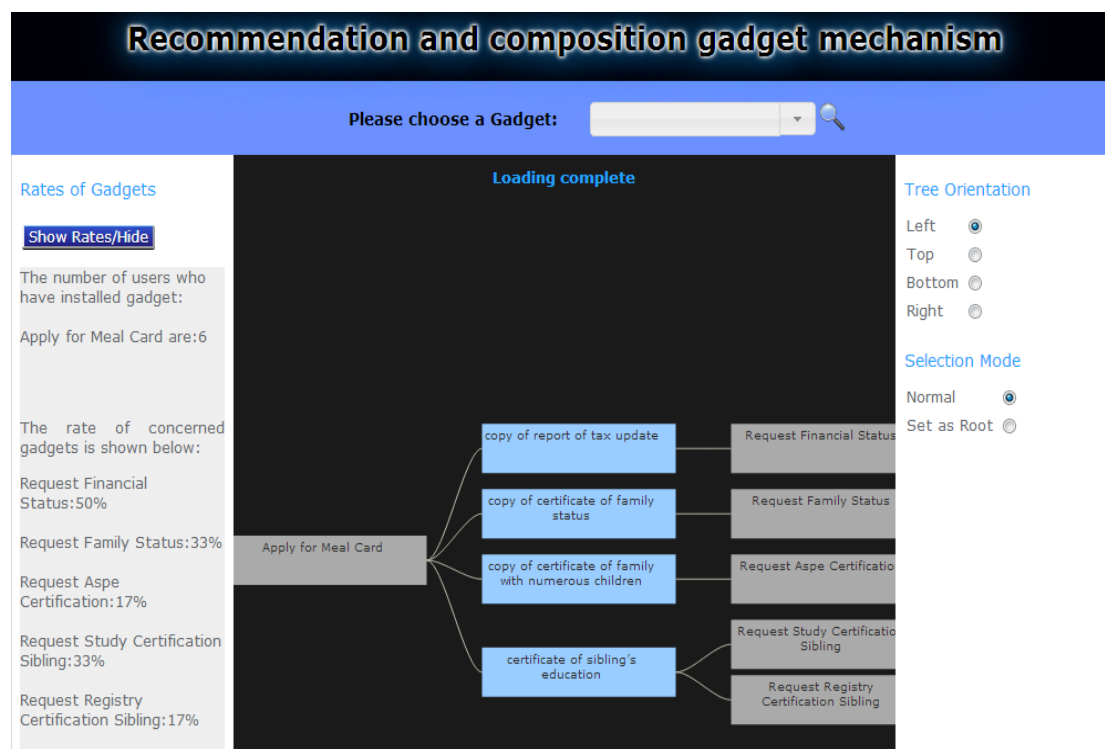 Recommendation and composition gadget mechanism
Please choose a Gadget:
Rates of Gadgets
Show Rates/Hide
The number of users who
have installed gadget:
Apply for Meal Card are:6
The rate of concerned
gadgets is shown below:
Request Financial
Status:50%
Request Family Status:33%
Request Aspe
Certification:17%
Request Study Certification
Sibling:33%
Request Registry
Certification Sibling:17%
Loading complete
Apply for Meal Card
copy of report of tax update
copy of certificate of family
status
copy of certificate of family
with numerous children
certificate of sibling's
education
Request Financial Status
Request Family Status
Request Aspe Certificatio
Request Study Certificatio
Sibling
Request Registry
Certification Sibling
Tree Orientation
Left
Top
Bottom
Right
Selection Mode
Normal
Set as Root